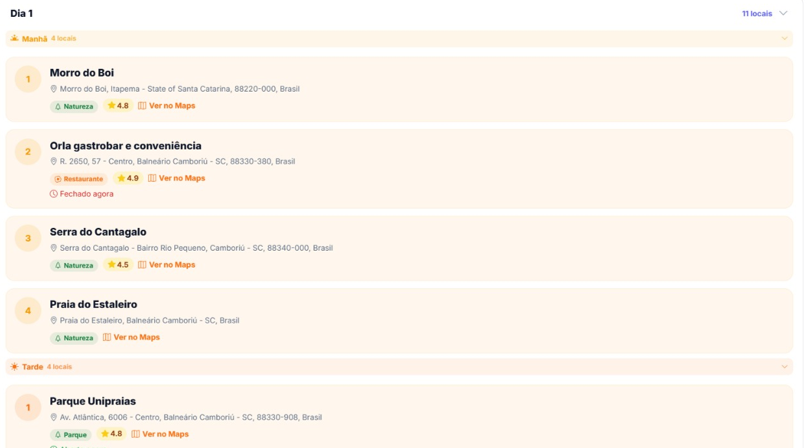 Dia 1
11 locais
Manhã 4 locais
1
Morro do Boi
Morro do Boi, Itapema - State of Santa Catarina, 88220-000, Brasil
Natureza 4.8 Ver no Maps
2
Orla gastrobar e conveniência
R. 2650, 57 - Centro, Balneário Camboriú - SC, 88330-380, Brasil
Restaurante 4.9 Ver no Maps
Fechado agora
3
Serra do Cantagalo
Serra do Cantagalo - Bairro Rio Pequeno, Camboriú - SC, 88340-000, Brasil
Natureza 4.5 Ver no Maps
4
Praia do Estaleiro
Praia do Estaleiro, Balneário Camboriú - SC, Brasil
Natureza Ver no Maps
Tarde 4 locais
1
Parque Unipraias
Av. Atlântica, 6006 - Centro, Balneário Camboriú - SC, 88330-908, Brasil
Parque 4.8 Ver no Maps